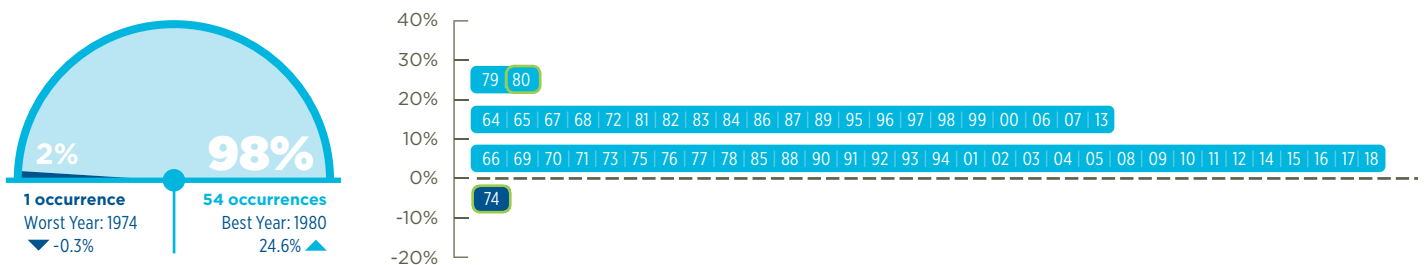 2%
98%
1 occurrence
Worst Year: 1974
-0.3%
54 occurrences
Best Year: 1980
24.6%
40%
30%
79 80
20%
64 65 67 68 72 81 82 83 84 86 87 89 95 96 97 98 99 00 06 07 13
10%
66 69 70 71 73 75 76 77 78 85 88 90 91 92 93 94 01 02 03 04 05 08 09 10 11 12 14 15 16 17 18
0%
74
-10%
-20%